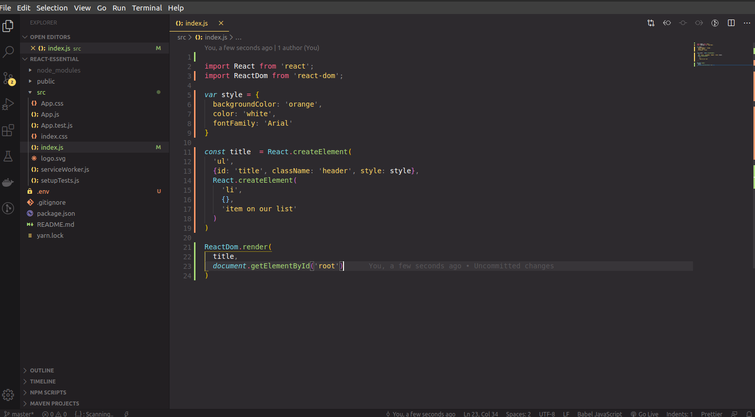 File Edit Selection View Go Run Terminal Help
EXPLORER
OPEN EDITORS
index.js src M
REACT-ESSENTIAL
node_modules
public
src
App.css
App.js
App.test.js
index.css
index.js M
logo.svg
serviceWorker.js
setupTests.js
.env U
.gitignore
package.json
README.md
yarn.lock
OUTLINE
TIMELINE
NPM SCRIPTS
MAVEN PROJECTS
index.js
src > index.js > ...
You, a few seconds ago | 1 author (You)
1
2 import React from 'react';
3 import ReactDom from 'react-dom';
4
5 var style = {
6 backgroundColor: 'orange',
7 color: 'white',
8 fontFamily: 'Arial'
9 }
10
11 const title = React.createElement(
12 'ul',
13 {id: 'title', className: 'header', style: style},
14 React.createElement(
15 'li',
16 {},
17 'item on our list'
18 )
19 )
20
21 ReactDom.render(
22 title,
23 document.getElementById('root') You, a few seconds ago • Uncommitted changes
24 )
master* 0 0 Scanning.. You, a few seconds ago Ln 23, Col 34 Spaces: 2 UTF-8 LF Babel JavaScript Go Live Indents: 1 Prettier